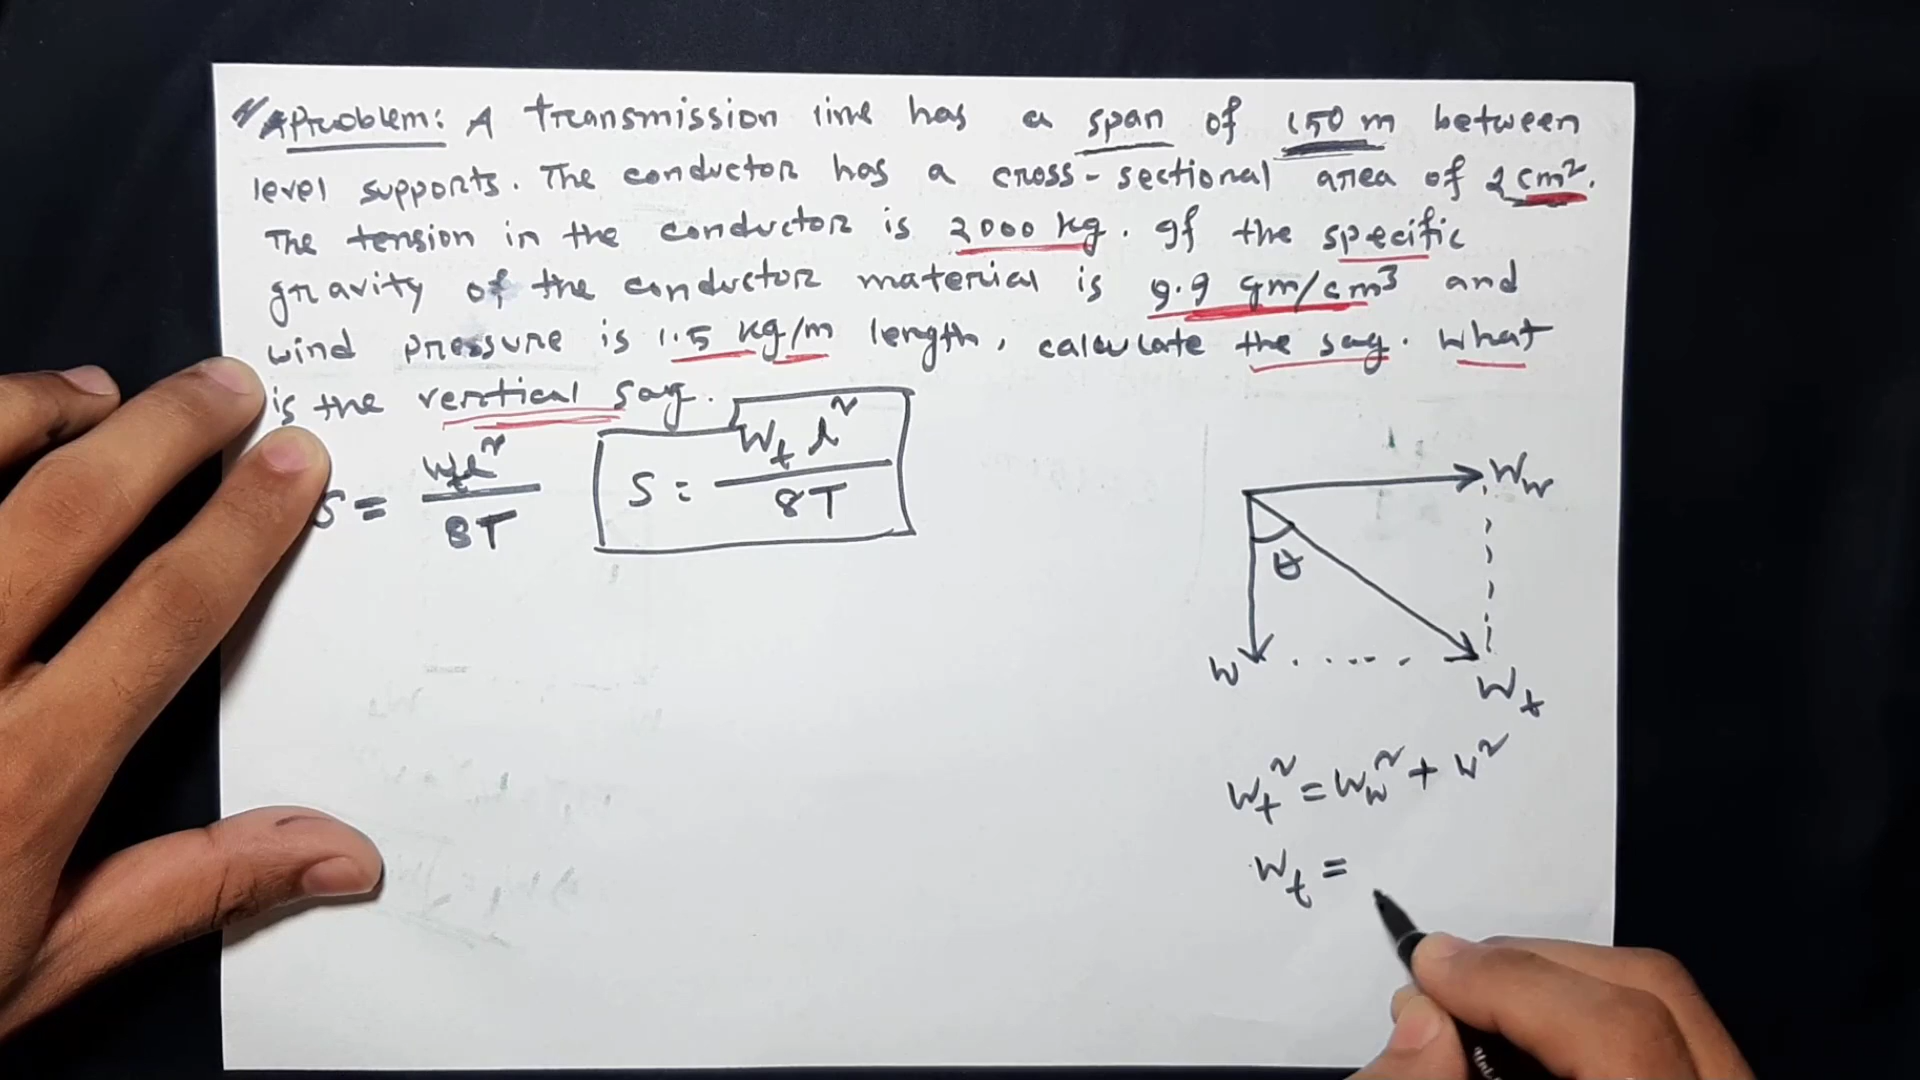 Problem: A transmission line has a span of 150 m between
level supports. The conductor has a cross-sectional area of 2 cm².
The tension in the conductor is 2000 kg. If the specific
gravity of the conductor material is 9.9 gm/cm³ and
wind pressure is 1.5 kg/m length, calculate the sag. What
is the vertical sag.
S = Wₜl²/8T
S = Wₜl²/8T
W_w
θ
W
Wₜ
Wₜ² = W_w² + W²
Wₜ =